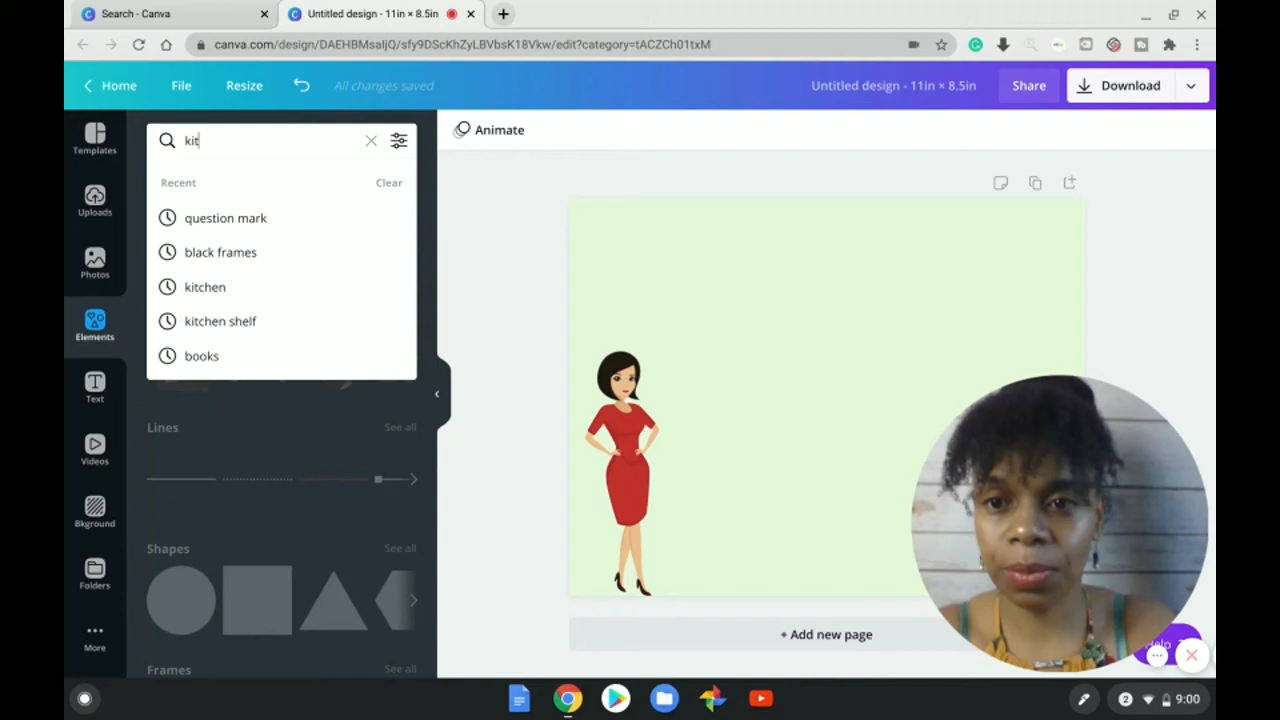 Search - Canva
Untitled design - 11in × 8.5in
canva.com/design/DAEHBMsaljQ/sfy9DScKhZyLBVbsK18Vkw/edit?category=tACZCh01txM
Home File Resize All changes saved Untitled design - 11in × 8.5in Share Download
Templates
Uploads
Photos
Elements
Text
Videos
Bkground
Folders
More
kit
Recent Clear
question mark
black frames
kitchen
kitchen shelf
books
Lines See all
Shapes See all
Frames See all
Animate
+ Add new page
Help
2 9:00